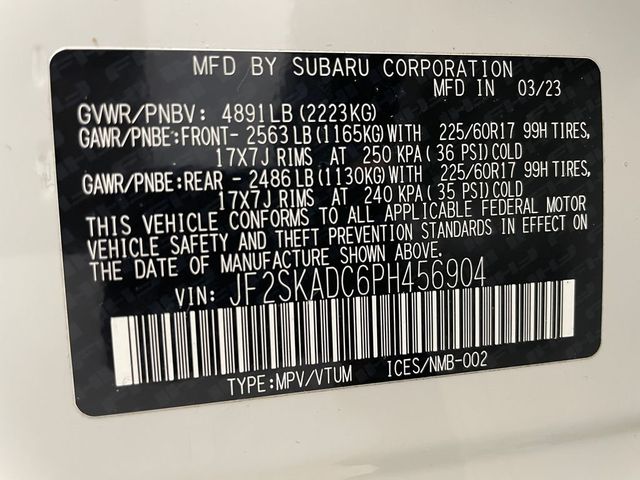 MFD BY SUBARU CORPORATION
MFD IN 03/23
GVWR/PNBV: 4891LB (2223KG)
GAWR/PNBE:FRONT- 2563LB(1165KG)WITH 225/60R17 99H TIRES,
17X7J RIMS AT 250 KPA( 36 PSI)COLD
GAWR/PNBE:REAR - 2486LB(1130KG)WITH 225/60R17 99H TIRES,
17X7J RIMS AT 240 KPA( 35 PSI)COLD
THIS VEHICLE CONFORMS TO ALL APPLICABLE FEDERAL MOTOR
VEHICLE SAFETY AND THEFT PREVENTION STANDARDS IN EFFECT ON
THE DATE OF MANUFACTURE SHOWN ABOVE.
VIN: JF2SKADC6PH456904
TYPE:MPV/VTUM ICES/NMB-002